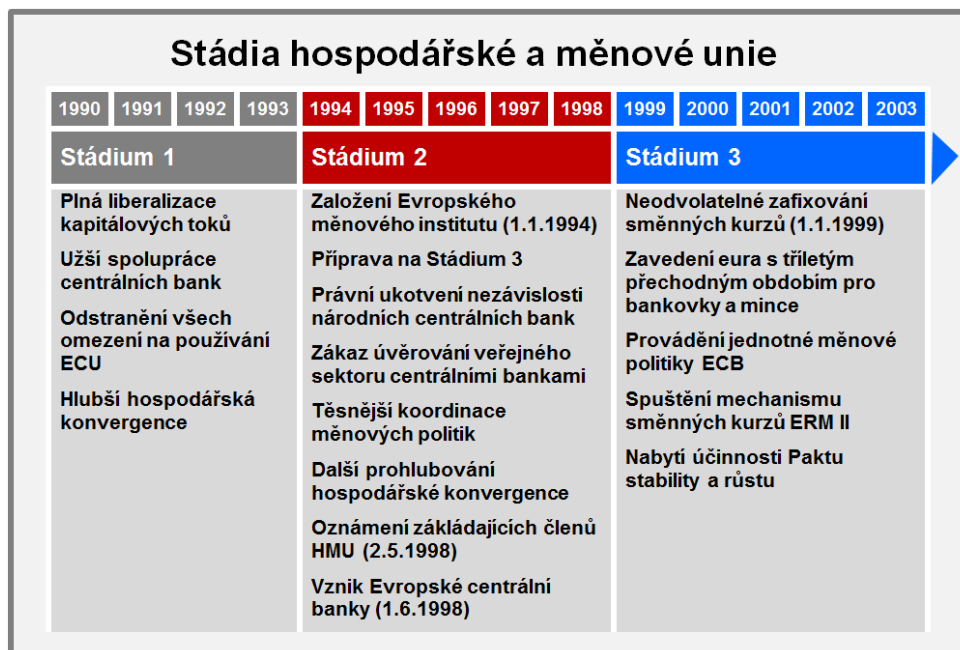 Stádia hospodářské a měnové unie
1990 1991 1992 1993 1994 1995 1996 1997 1998 1999 2000 2001 2002 2003
Stádium 1
Plná liberalizace
kapitálových toků
Užší spolupráce
centrálních bank
Odstranění všech
omezení na používání
ECU
Hlubší hospodářská
konvergence
Stádium 2
Založení Evropského
měnového institutu (1.1.1994)
Příprava na Stádium 3
Právní ukotvení nezávislosti
národních centrálních bank
Zákaz úvěrování veřejného
sektoru centrálními bankami
Těsnější koordinace
měnových politik
Další prohlubování
hospodářské konvergence
Oznámení zákládajících členů
HMU (2.5.1998)
Vznik Evropské centrální
banky (1.6.1998)
Stádium 3
Neodvolatelné zafixování
směnných kurzů (1.1.1999)
Zavedení eura s tříletým
přechodným obdobím pro
bankovky a mince
Provádění jednotné měnové
politiky ECB
Spuštění mechanismu
směnných kurzů ERM II
Nabytí účinnosti Paktu
stability a růstu